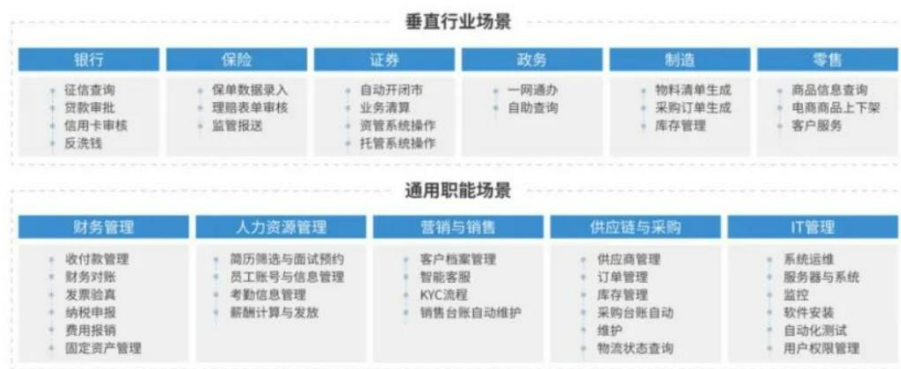 垂直行业场景
银行
征信查询
贷款审批
信用卡审核
反洗钱
保险
保单数据录入
理赔表单审核
监管报送
证券
自动开闭市
业务清算
资管系统操作
托管系统操作
政务
一网通办
自助查询
制造
物料清单生成
采购订单生成
库存管理
零售
商品信息查询
电商商品上下架
客户服务
通用职能场景
财务管理
收付款管理
财务对账
发票验真
纳税申报
费用报销
固定资产管理
人力资源管理
简历筛选与面试预约
员工账号与信息管理
考勤信息管理
薪酬计算与发放
营销与销售
客户档案管理
智能客服
KYC流程
销售台账自动维护
供应链与采购
供应商管理
订单管理
库存管理
采购台账自动
维护
物流状态查询
IT管理
系统运维
服务器与系统
监控
软件安装
自动化测试
用户权限管理